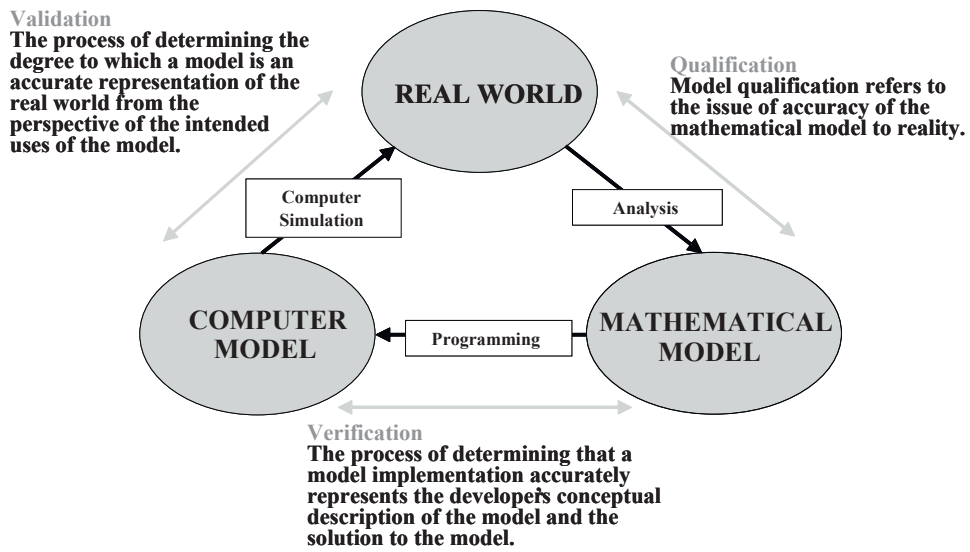 Validation
The process of determining the
degree to which a model is an
accurate representation of the
real world from the
perspective of the intended
uses of the model.
REAL WORLD
Qualification
Model qualification refers to
the issue of accuracy of the
mathematical model to reality.
Computer
Simulation
Analysis
COMPUTER
MODEL
Programming
MATHEMATICAL
MODEL
Verification
The process of determining that a
model implementation accurately
represents the developer's conceptual
description of the model and the
solution to the model.